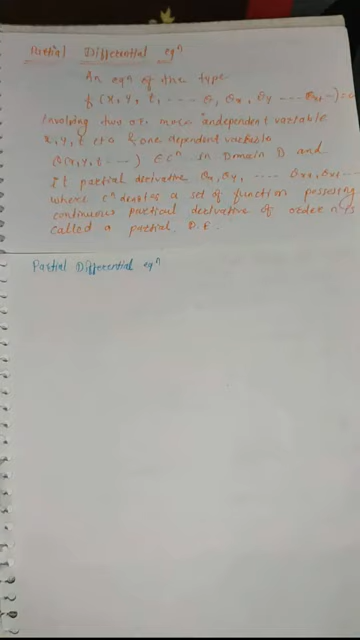 Partial Differential eqⁿ
An eqⁿ of the type
f(x, y, t, ---- θ, θx, θy ---- θxt --) = 0
Involving two or more independent variable
x, y, t etc & one dependent variable
θ(x, y, t ---) ∈ cⁿ in Domain D and
it partial derivative θx, θy, ---- θxx, θxt ----
where cⁿ denotes a set of function possessing
continuous partial derivative of order n is
called a partial D.E.
Partial Differential eqⁿ